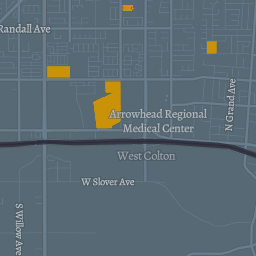 Randall Ave
Arrowhead Regional
Medical Center
N Grand Ave
West Colton
W Slover Ave
S Willow Ave